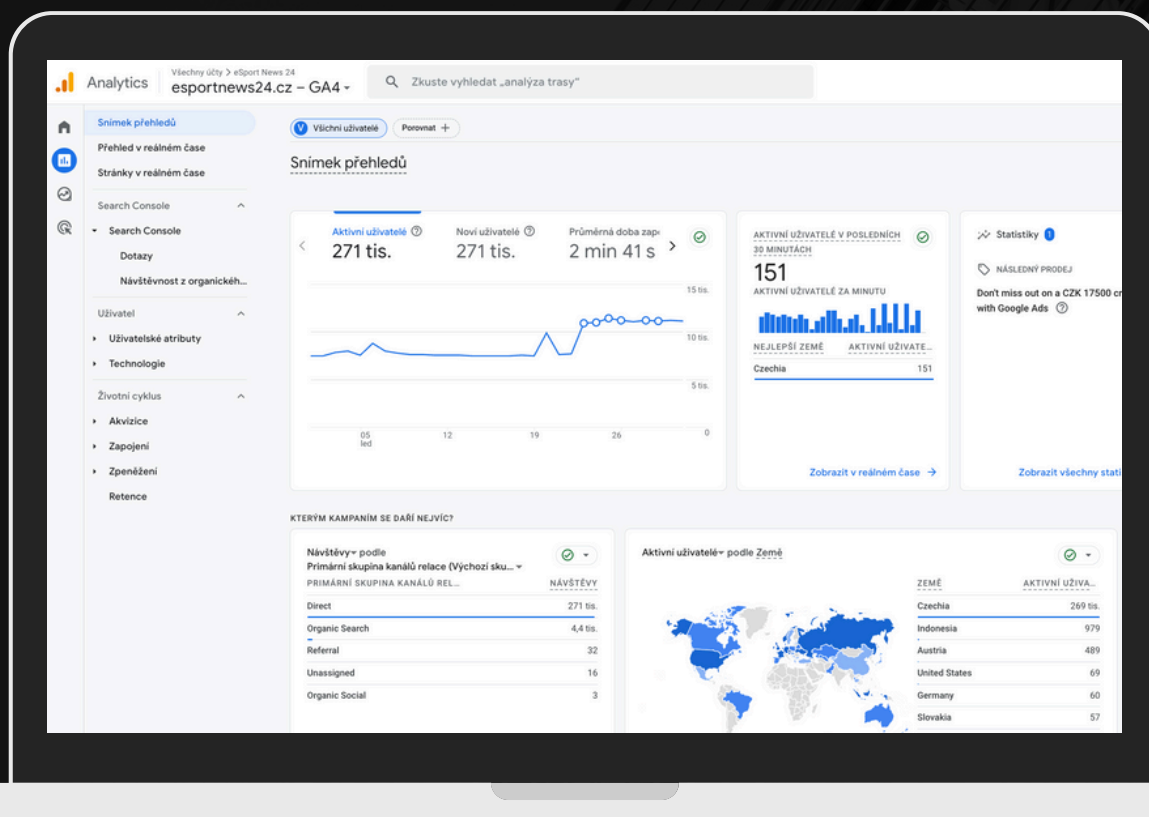 Analytics
Všechny účty > eSport News 24
esportnews24.cz – GA4
Zkuste vyhledat „analýza trasy“
Snímek přehledů
Přehled v reálném čase
Stránky v reálném čase
Search Console
Search Console
Dotazy
Návštěvnost z organickéh...
Uživatel
Uživatelské atributy
Technologie
Životní cyklus
Akvizice
Zapojení
Zpeněžení
Retence
V Všichni uživatelé
Porovnat +
Snímek přehledů
Aktivní uživatelé
271 tis.
Noví uživatelé
271 tis.
Průměrná doba zap
2 min 41 s
15 tis.
10 tis.
5 tis.
0
05
led
12
19
26
AKTIVNÍ UŽIVATELÉ V POSLEDNÍCH
30 MINUTÁCH
151
AKTIVNÍ UŽIVATELÉ ZA MINUTU
NEJLEPŠÍ ZEMĚ
AKTIVNÍ UŽIVATE...
Czechia
151
Zobrazit v reálném čase
Statistiky 1
NÁSLEDNÝ PRODEJ
Don't miss out on a CZK 17500 cr
with Google Ads
Zobrazit všechny stati
KTERÝM KAMPANÍM SE DAŘÍ NEJVÍC?
Návštěvy podle
Primární skupina kanálů relace (Výchozí sku...
PRIMÁRNÍ SKUPINA KANÁLŮ REL...
NÁVŠTĚVY
Direct
271 tis.
Organic Search
4,4 tis.
Referral
32
Unassigned
16
Organic Social
3
Aktivní uživatelé podle Země
ZEMĚ
AKTIVNÍ UŽIVA...
Czechia
269 tis.
Indonesia
979
Austria
489
United States
69
Germany
60
Slovakia
57